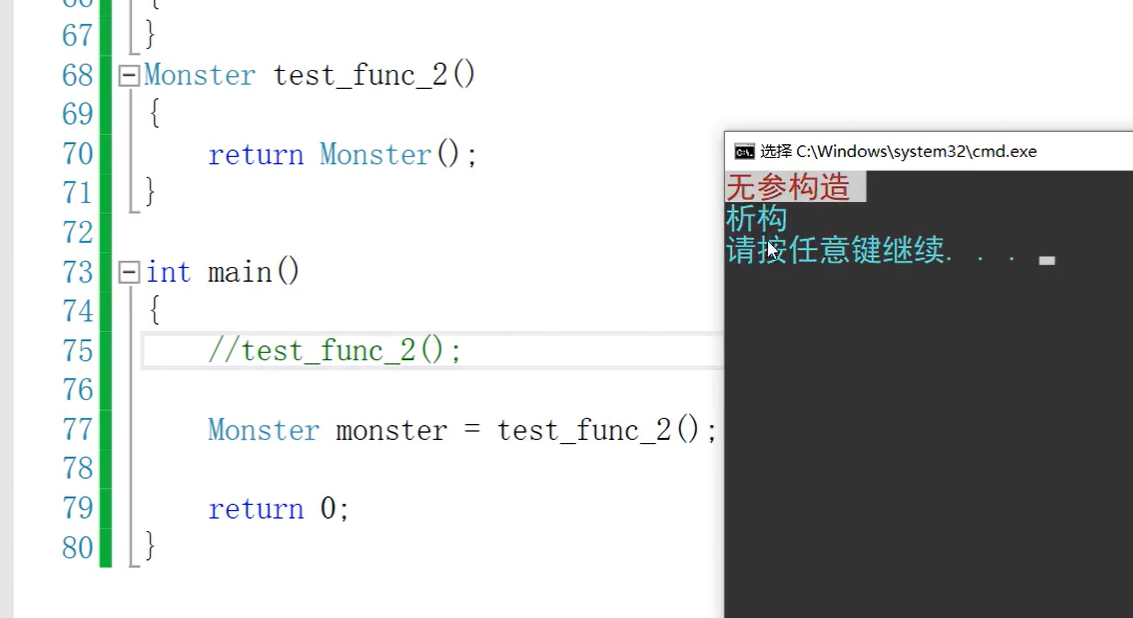 66 {
67 }
68 Monster test_func_2()
69 {
70 return Monster();
71 }
72
73 int main()
74 {
75 //test_func_2();
76
77 Monster monster = test_func_2();
78
79 return 0;
80 }
选择 C:\Windows\system32\cmd.exe
无参构造
析构
请按任意键继续. . .